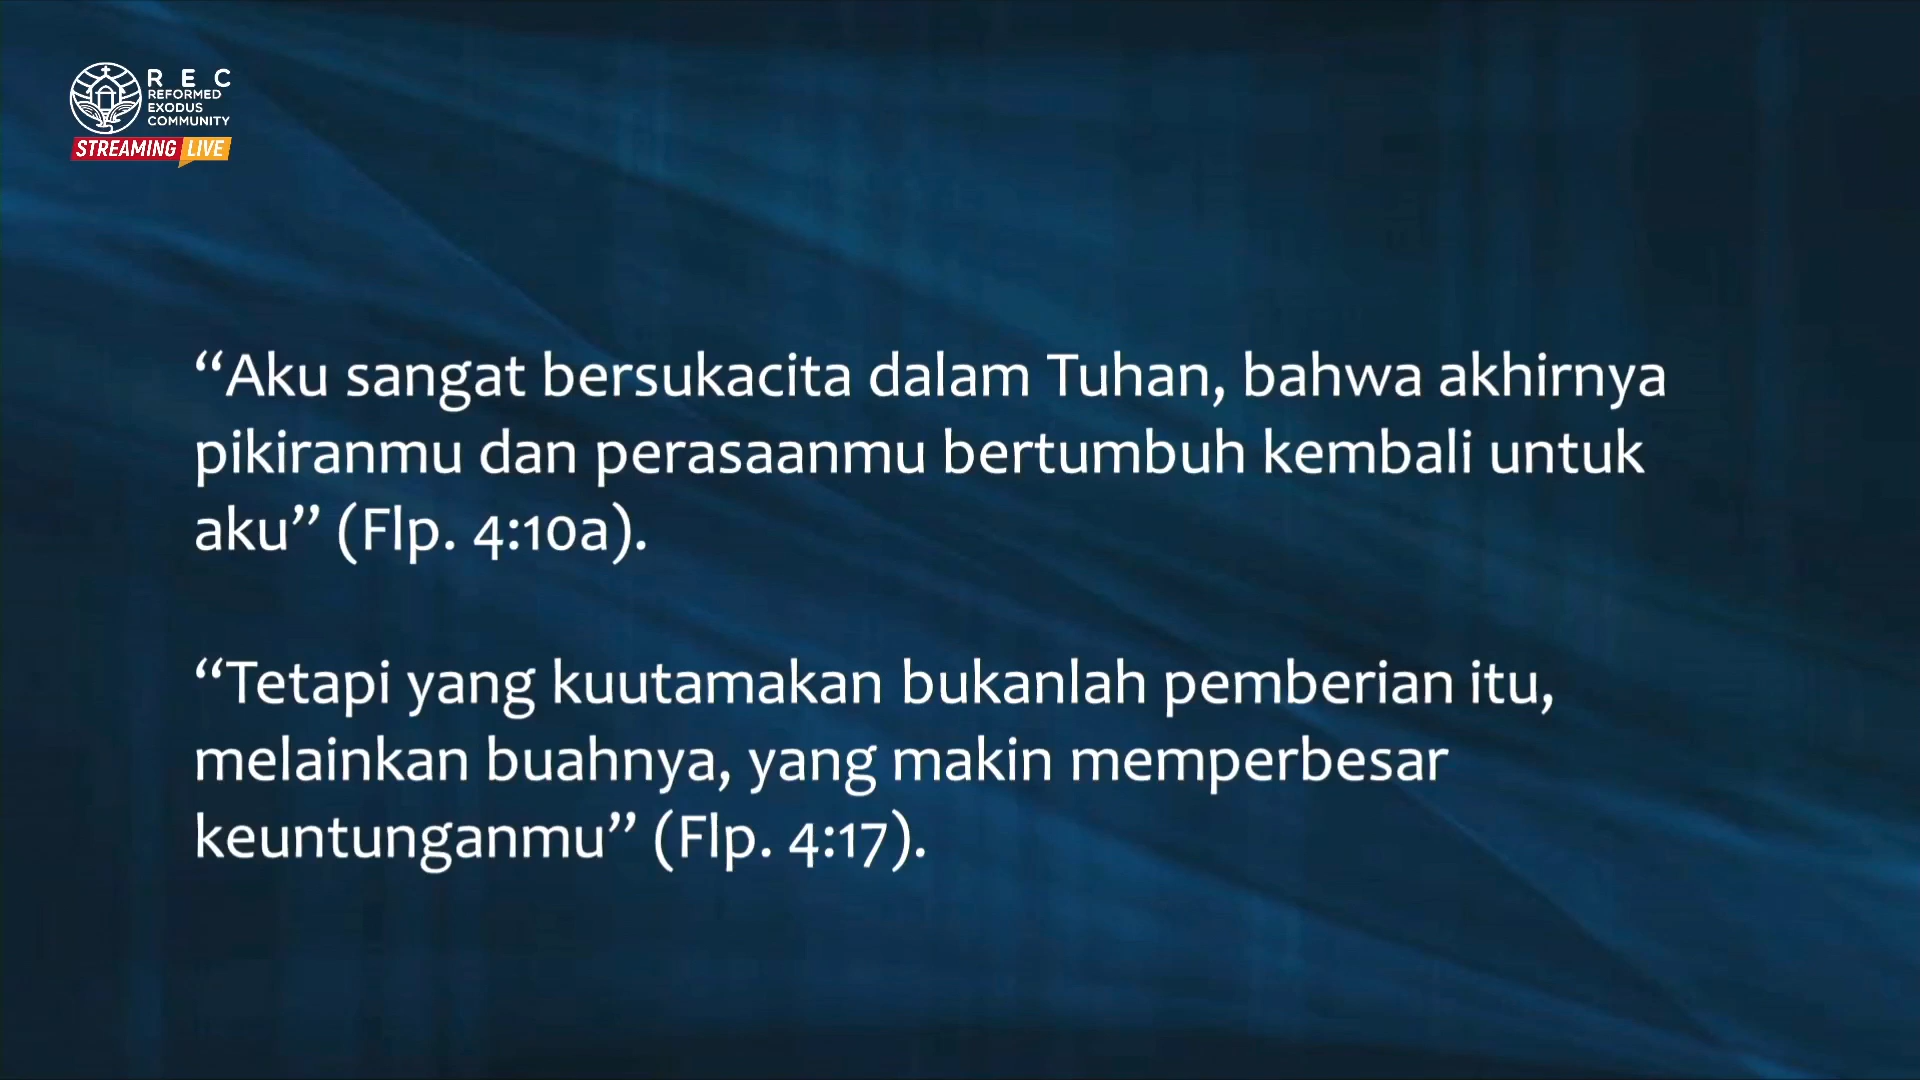 R E C
REFORMED
EXODUS
COMMUNITY
STREAMING LIVE
“Aku sangat bersukacita dalam Tuhan, bahwa akhirnya
pikiranmu dan perasaanmu bertumbuh kembali untuk
aku” (Flp. 4:10a).
“Tetapi yang kuutamakan bukanlah pemberian itu,
melainkan buahnya, yang makin memperbesar
keuntunganmu” (Flp. 4:17).